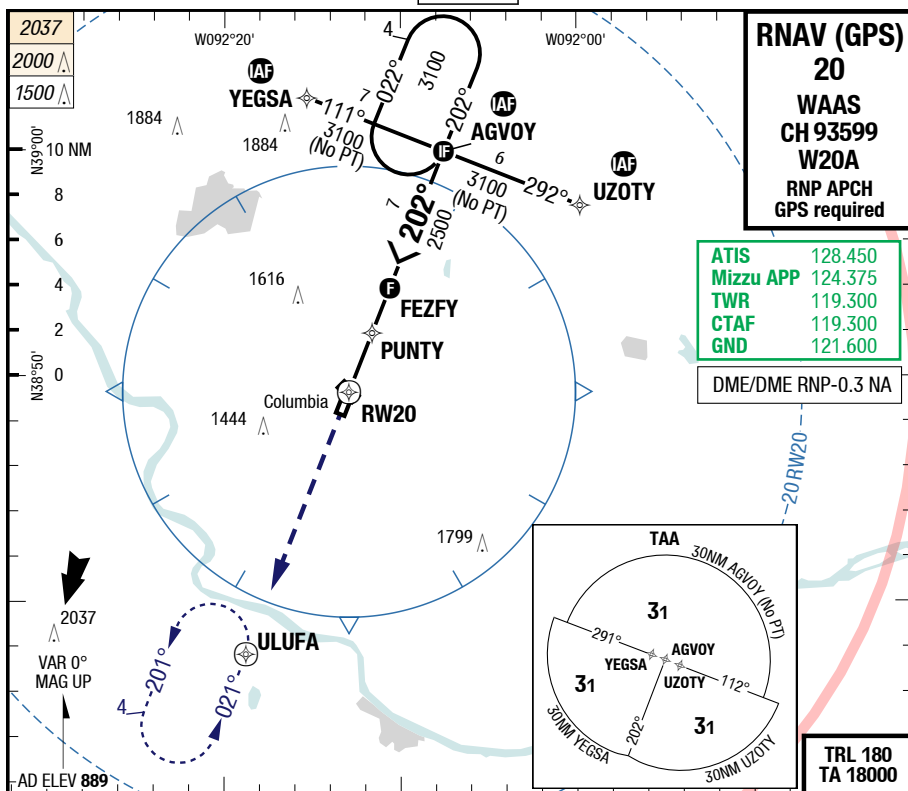 2037
2000
1500
W092°20'
W092°00'
RNAV (GPS)
20
WAAS
CH 93599
W20A
RNP APCH
GPS required
ATIS 128.450
Mizzu APP 124.375
TWR 119.300
CTAF 119.300
GND 121.600
DME/DME RNP-0.3 NA
4
022°
3100
202°
IAF
YEGSA
111°
7
3100
(No PT)
IAF
AGVOY
IF
6
3100
(No PT)
292°
IAF
UZOTY
1884
1884
N39°00'
10 NM
8
6
4
2
0
N38°50'
7
202°
2500
F
FEZFY
1616
PUNTY
Columbia
RW20
1444
20 RW20
1799
2037
VAR 0°
MAG UP
ULUFA
201°
021°
4
AD ELEV 889
TAA
30NM AGVOY (No PT)
31
291°
AGVOY
YEGSA
UZOTY
112°
31
202°
31
30NM YEGSA
30NM UZOTY
TRL 180
TA 18000